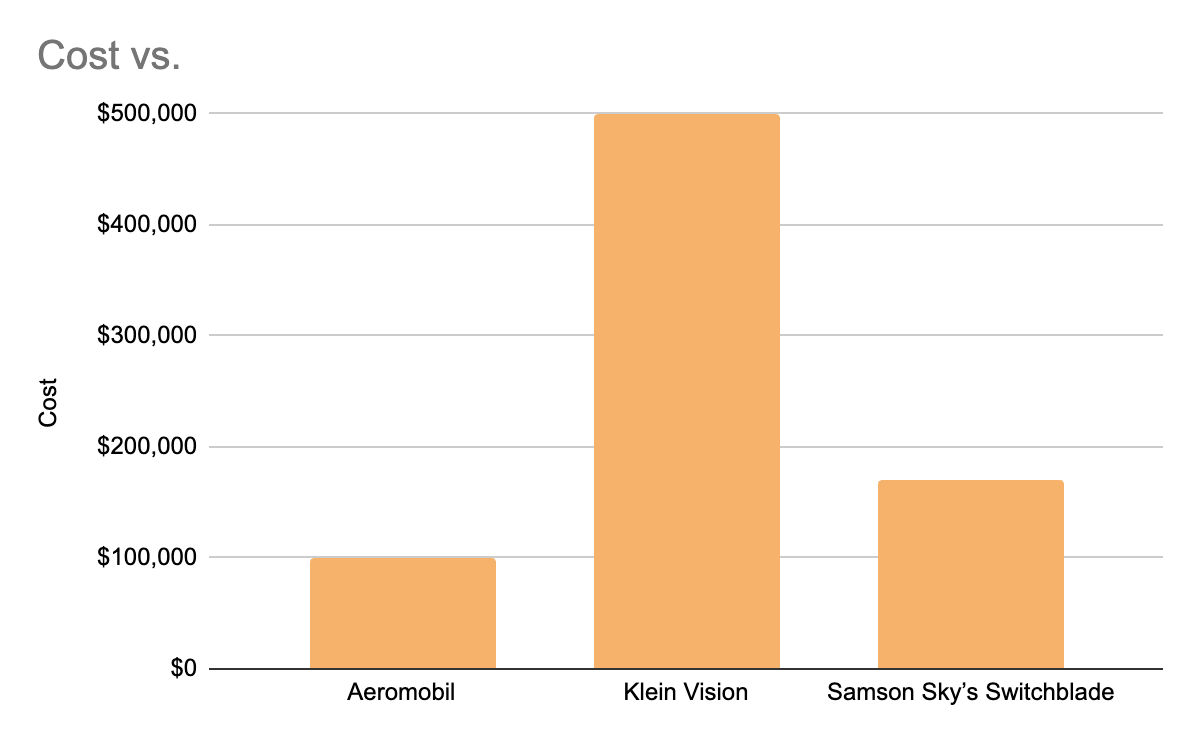 Cost vs.
$500,000
$400,000
$300,000
$200,000
$100,000
$0
Cost
Aeromobil
Klein Vision
Samson Sky’s Switchblade